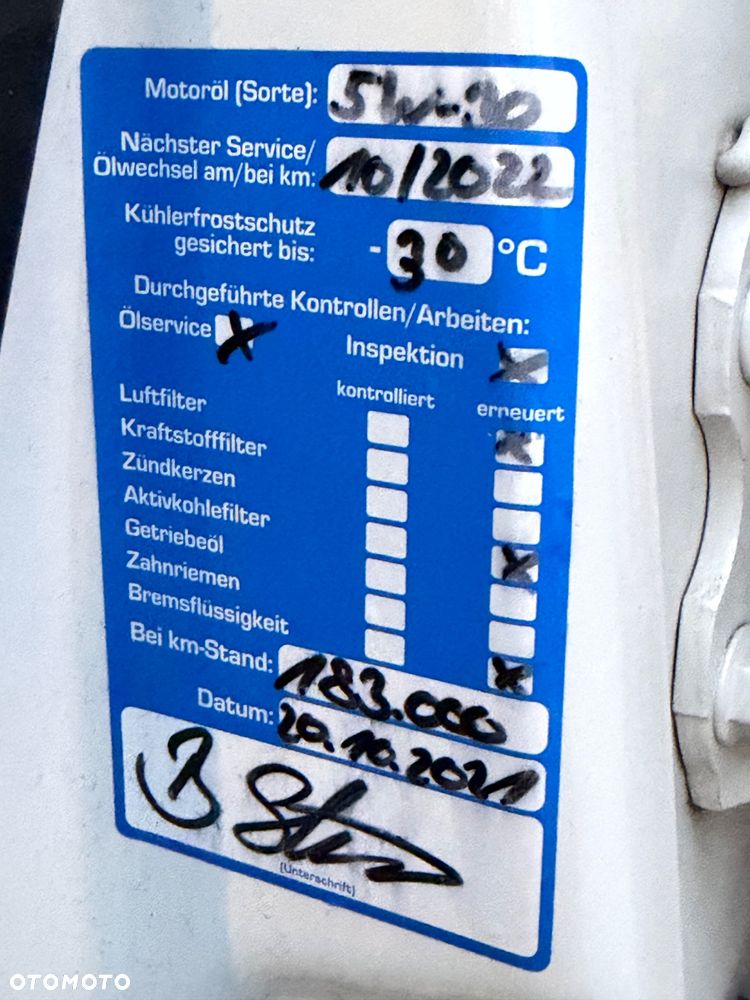 Motoröl (Sorte): 5W-30
Nächster Service/
Ölwechsel am/bei km: 10/2022
Kühlerfrostschutz
gesichert bis: -30 °C
Durchgeführte Kontrollen/Arbeiten:
Ölservice X Inspektion X
kontrolliert erneuert
Luftfilter X
Kraftstofffilter
Zündkerzen
Aktivkohlefilter X
Getriebeöl
Zahnriemen
Bremsflüssigkeit X
Bei km-Stand: 183.000
Datum: 20.10.2021
(Unterschrift)
OTOMOTO